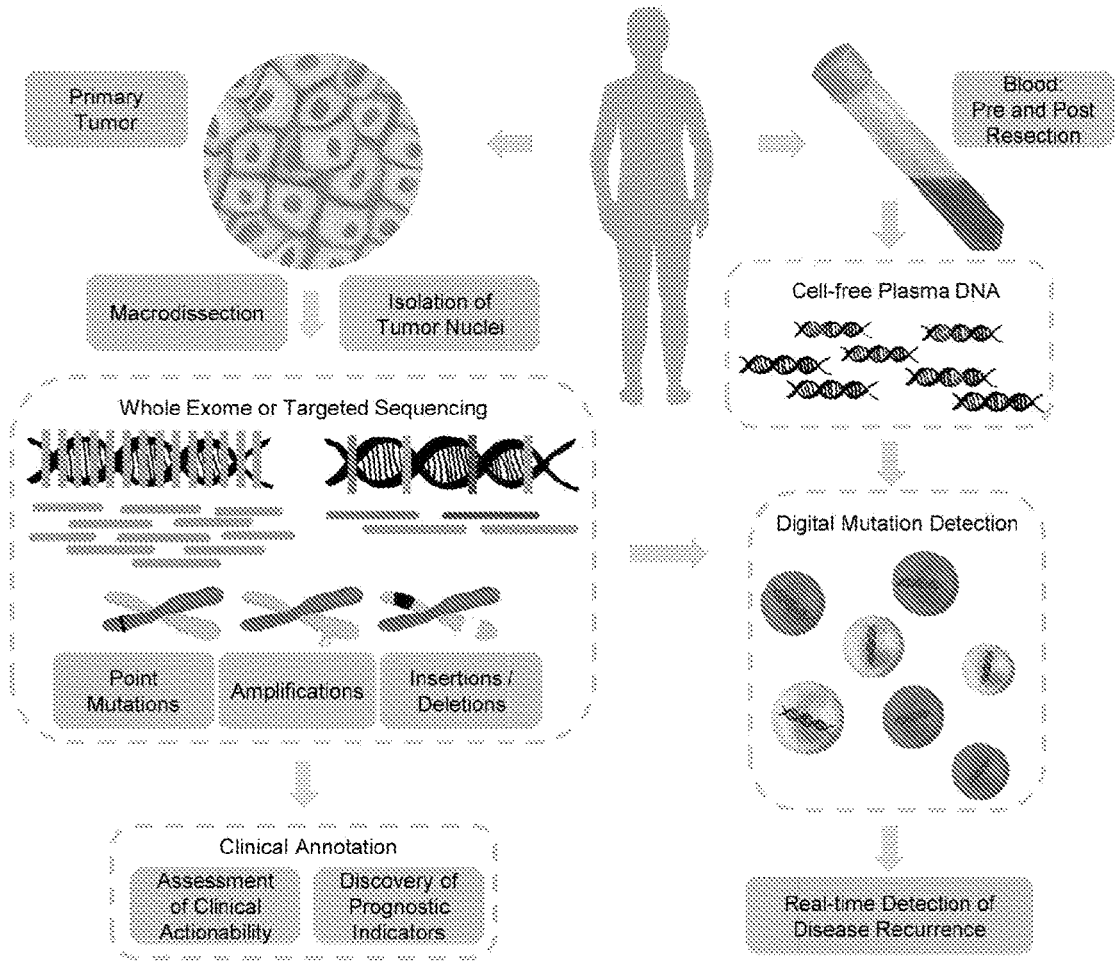 Primary
Tumor
Blood:
Pre and Post
Resection
Macrodissection
Isolation of
Tumor Nuclei
Cell-free Plasma DNA
Whole Exome or Targeted Sequencing
Point
Mutations
Amplifications
Insertions /
Deletions
Digital Mutation Detection
Clinical Annotation
Assessment
of Clinical
Actionability
Discovery of
Prognostic
Indicators
Real-time Detection of
Disease Recurrence